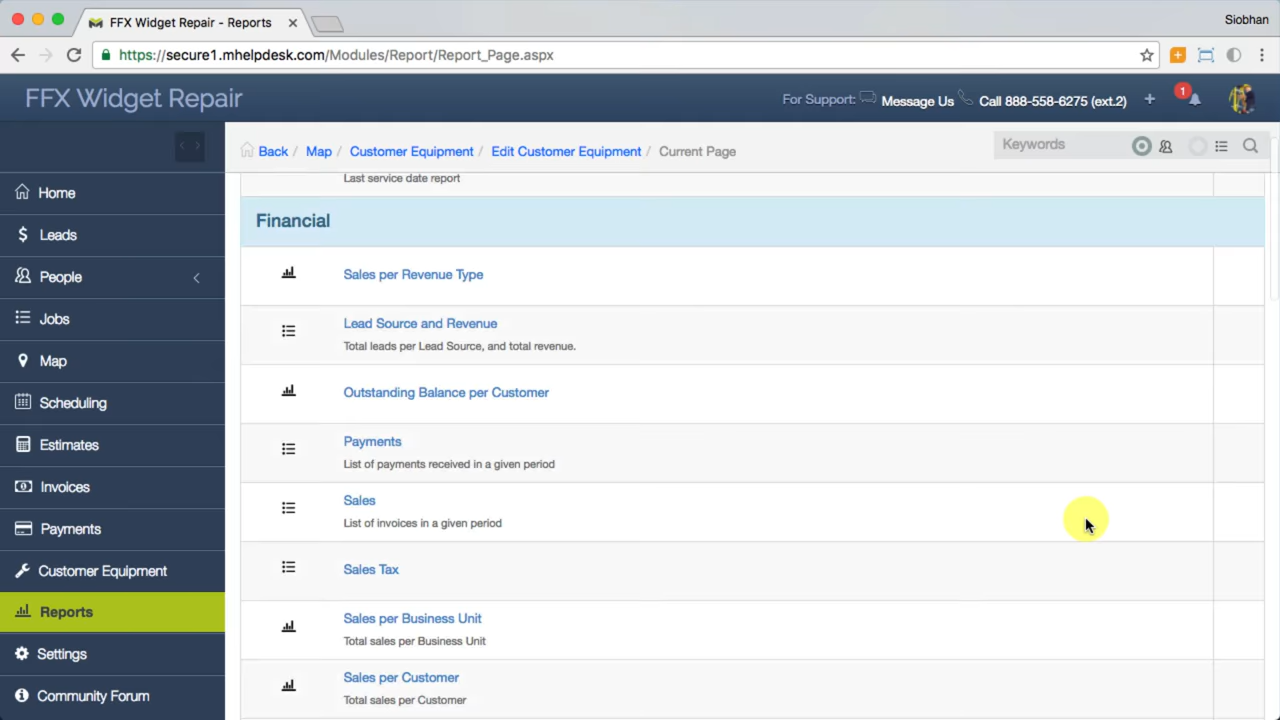 FFX Widget Repair - Reports
Siobhan
https://secure1.mhelpdesk.com/Modules/Report/Report_Page.aspx
FFX Widget Repair
For Support: Message Us Call 888-558-6275 (ext.2)
1
Back / Map / Customer Equipment / Edit Customer Equipment / Current Page
Keywords
Home
Leads
People
Jobs
Map
Scheduling
Estimates
Invoices
Payments
Customer Equipment
Reports
Settings
Community Forum
Last service date report
Financial
Sales per Revenue Type
Lead Source and Revenue
Total leads per Lead Source, and total revenue.
Outstanding Balance per Customer
Payments
List of payments received in a given period
Sales
List of invoices in a given period
Sales Tax
Sales per Business Unit
Total sales per Business Unit
Sales per Customer
Total sales per Customer